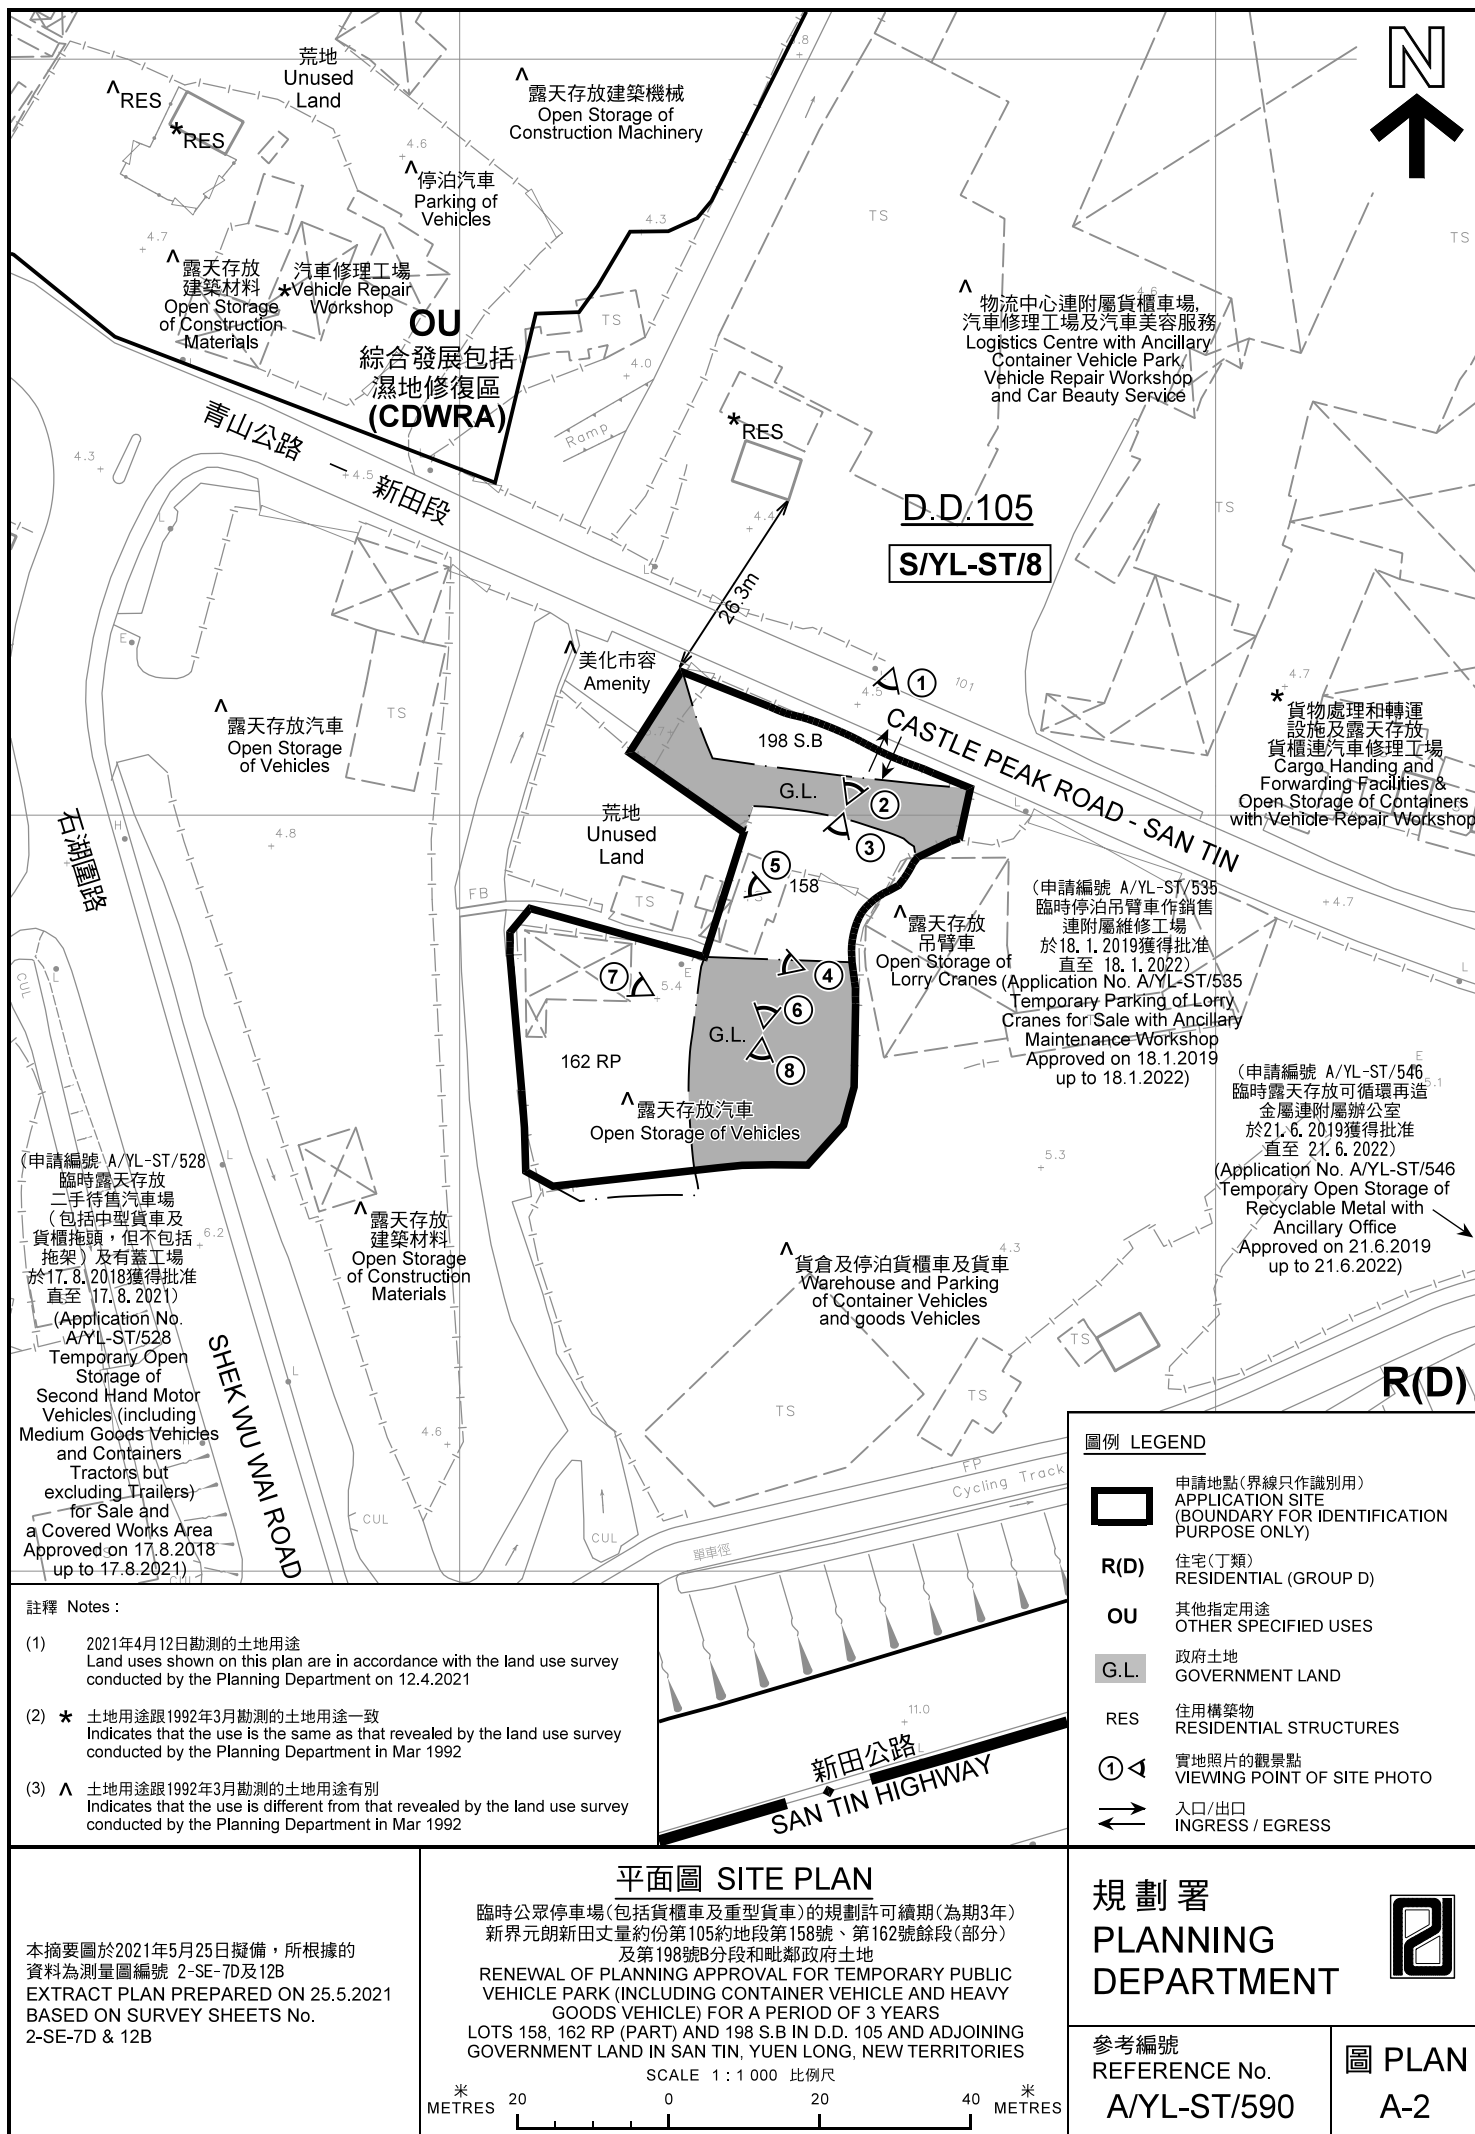 荒地
Unused
Land
^RES
*RES
^
露天存放建築機械
Open Storage of
Construction Machinery
^
停泊汽車
Parking of
Vehicles
^
露天存放
建築材料
Open Storage
of Construction
Materials
汽車修理工場
*Vehicle Repair
Workshop
OU
綜合發展包括
濕地修復區
(CDWRA)
N
^
物流中心連附屬貨櫃車場,
汽車修理工場及汽車美容服務
Logistics Centre with Ancillary
Container Vehicle Park,
Vehicle Repair Workshop
and Car Beauty Service
*RES
青山公路 — 新田段
Ramp
D.D.105
S/YL-ST/8
26.3m
^
美化市容
Amenity
^
露天存放汽車
Open Storage
of Vehicles
1
101
CASTLE PEAK ROAD - SAN TIN
198 S.B
G.L.
2
3
*
貨物處理和轉運
設施及露天存放
貨櫃連汽車修理工場
Cargo Handing and
Forwarding Facilities &
Open Storage of Containers
with Vehicle Repair Workshop
荒地
Unused
Land
石湖圍路
5
158
FB
TS
^
露天存放
吊臂車
Open Storage of
Lorry Cranes
(申請編號 A/YL-ST/535
臨時停泊吊臂車作銷售
連附屬維修工場
於18.1.2019獲得批准
直至 18.1.2022)
(Application No. A/YL-ST/535
Temporary Parking of Lorry
Cranes for Sale with Ancillary
Maintenance Workshop
Approved on 18.1.2019
up to 18.1.2022)
4
7
5.4
6
G.L.
8
162 RP
^
露天存放汽車
Open Storage of Vehicles
(申請編號 A/YL-ST/546
臨時露天存放可循環再造
金屬連附屬辦公室
於21.6.2019獲得批准
直至 21.6.2022)
(Application No. A/YL-ST/546
Temporary Open Storage of
Recyclable Metal with
Ancillary Office
Approved on 21.6.2019
up to 21.6.2022)
(申請編號 A/YL-ST/528
臨時露天存放
二手待售汽車場
(包括中型貨車及
貨櫃拖頭，但不包括
拖架)及有蓋工場
於17.8.2018獲得批准
直至 17.8.2021)
(Application No.
A/YL-ST/528
Temporary Open
Storage of
Second Hand Motor
Vehicles (including
Medium Goods Vehicles
and Containers
Tractors but
excluding Trailers)
for Sale and
a Covered Works Area
Approved on 17.8.2018
up to 17.8.2021)
^
露天存放
建築材料
Open Storage
of Construction
Materials
^
貨倉及停泊貨櫃車及貨車
Warehouse and Parking
of Container Vehicles
and goods Vehicles
SHEK WU WAI ROAD
R(D)
FP
Cycling Track
單車徑
CUL
CUL
11.0
新田公路
SAN TIN HIGHWAY
圖例 LEGEND
申請地點(界線只作識別用)
APPLICATION SITE
(BOUNDARY FOR IDENTIFICATION
PURPOSE ONLY)
R(D) 住宅(丁類)
RESIDENTIAL (GROUP D)
OU 其他指定用途
OTHER SPECIFIED USES
G.L. 政府土地
GOVERNMENT LAND
RES 住用構築物
RESIDENTIAL STRUCTURES
1 實地照片的觀景點
VIEWING POINT OF SITE PHOTO
入口/出口
INGRESS / EGRESS
註釋 Notes :
(1) 2021年4月12日勘測的土地用途
Land uses shown on this plan are in accordance with the land use survey
conducted by the Planning Department on 12.4.2021
(2) * 土地用途跟1992年3月勘測的土地用途一致
Indicates that the use is the same as that revealed by the land use survey
conducted by the Planning Department in Mar 1992
(3) ^ 土地用途跟1992年3月勘測的土地用途有別
Indicates that the use is different from that revealed by the land use survey
conducted by the Planning Department in Mar 1992
本摘要圖於2021年5月25日擬備，所根據的
資料為測量圖編號 2-SE-7D及12B
EXTRACT PLAN PREPARED ON 25.5.2021
BASED ON SURVEY SHEETS No.
2-SE-7D & 12B
平面圖 SITE PLAN
臨時公眾停車場(包括貨櫃車及重型貨車)的規劃許可續期(為期3年)
新界元朗新田丈量約份第105約地段第158號、第162號餘段(部分)
及第198號B分段和毗鄰政府土地
RENEWAL OF PLANNING APPROVAL FOR TEMPORARY PUBLIC
VEHICLE PARK (INCLUDING CONTAINER VEHICLE AND HEAVY
GOODS VEHICLE) FOR A PERIOD OF 3 YEARS
LOTS 158, 162 RP (PART) AND 198 S.B IN D.D. 105 AND ADJOINING
GOVERNMENT LAND IN SAN TIN, YUEN LONG, NEW TERRITORIES
SCALE 1 : 1 000 比例尺
米
METRES 20 0 20 40 米
METRES
規劃署
PLANNING
DEPARTMENT
參考編號
REFERENCE No.
A/YL-ST/590
圖 PLAN
A-2